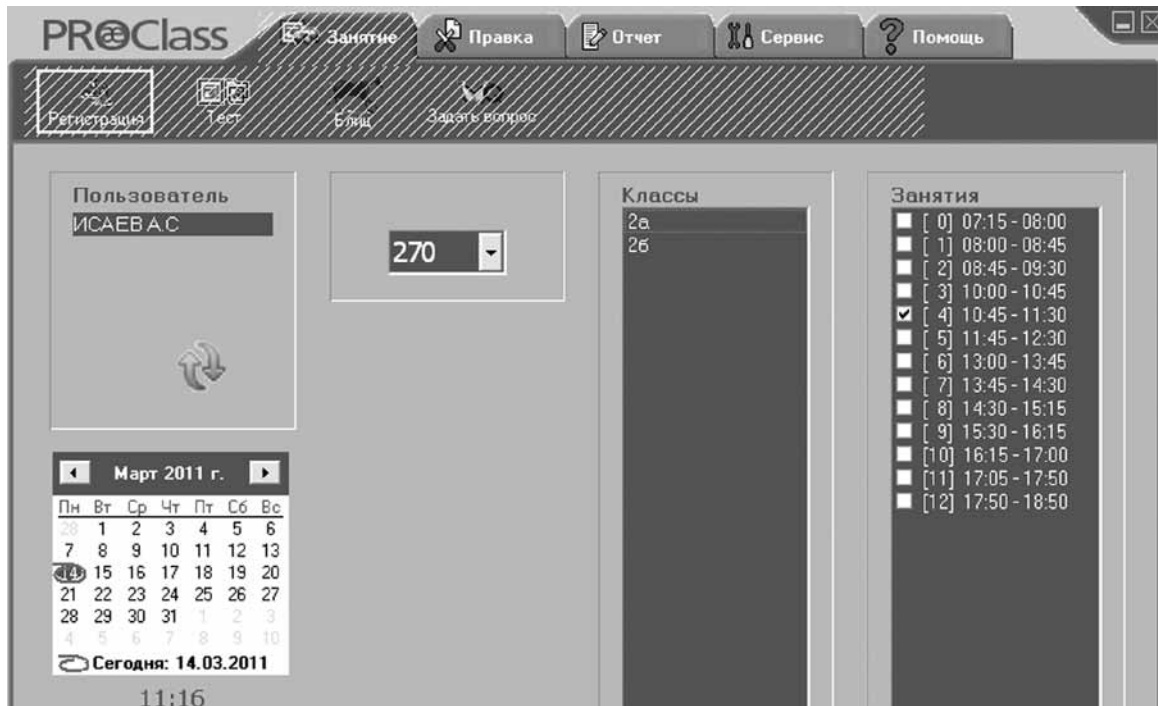 PROClass
Занятие
Правка
Отчет
Сервис
Помощь
Регистрация
Тест
Блиц
Задать вопрос
Пользователь
ИСАЕВ А.С
270
Классы
2а
2б
Занятия
[ 0] 07:15 - 08:00
[ 1] 08:00 - 08:45
[ 2] 08:45 - 09:30
[ 3] 10:00 - 10:45
[ 4] 10:45 - 11:30
[ 5] 11:45 - 12:30
[ 6] 13:00 - 13:45
[ 7] 13:45 - 14:30
[ 8] 14:30 - 15:15
[ 9] 15:30 - 16:15
[10] 16:15 - 17:00
[11] 17:05 - 17:50
[12] 17:50 - 18:50
Март 2011 г.
Пн Вт Ср Чт Пт Сб Вс
28 1 2 3 4 5 6
7 8 9 10 11 12 13
14 15 16 17 18 19 20
21 22 23 24 25 26 27
28 29 30 31 1 2 3
4 5 6 7 8 9 10
Сегодня: 14.03.2011
11:16